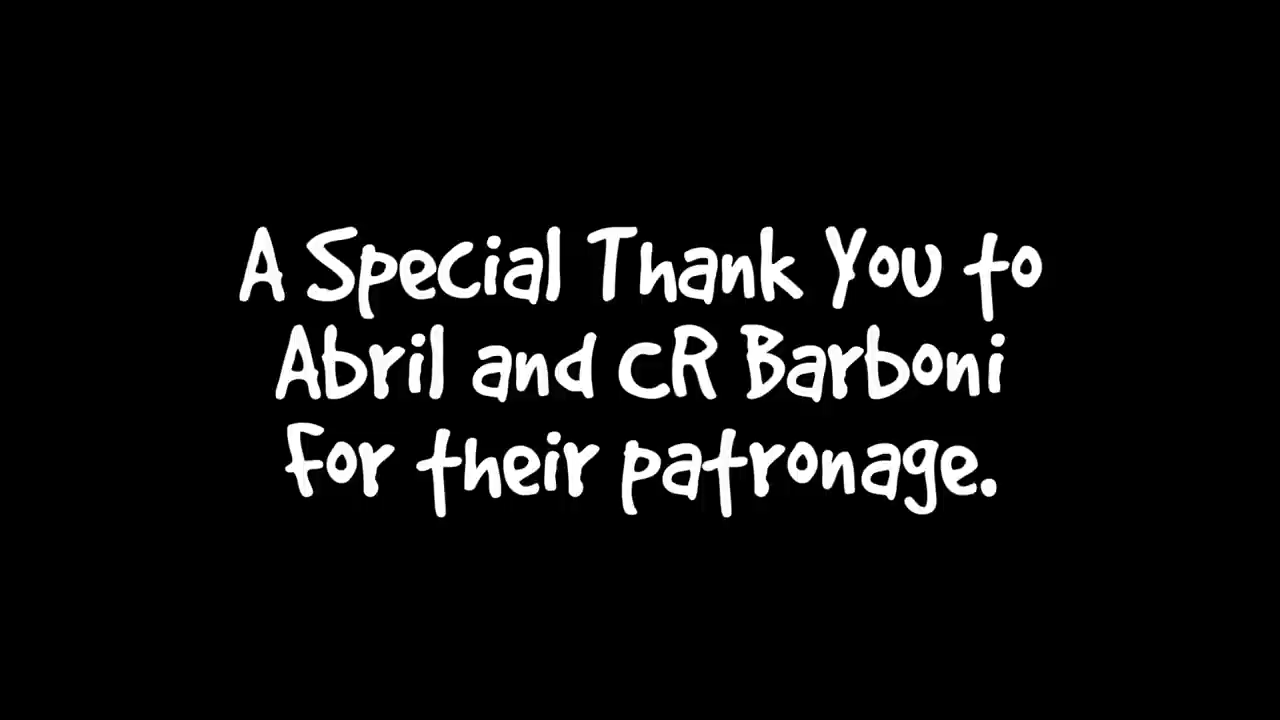 A Special Thank You to
Abril and CR Barboni
for their patronage.